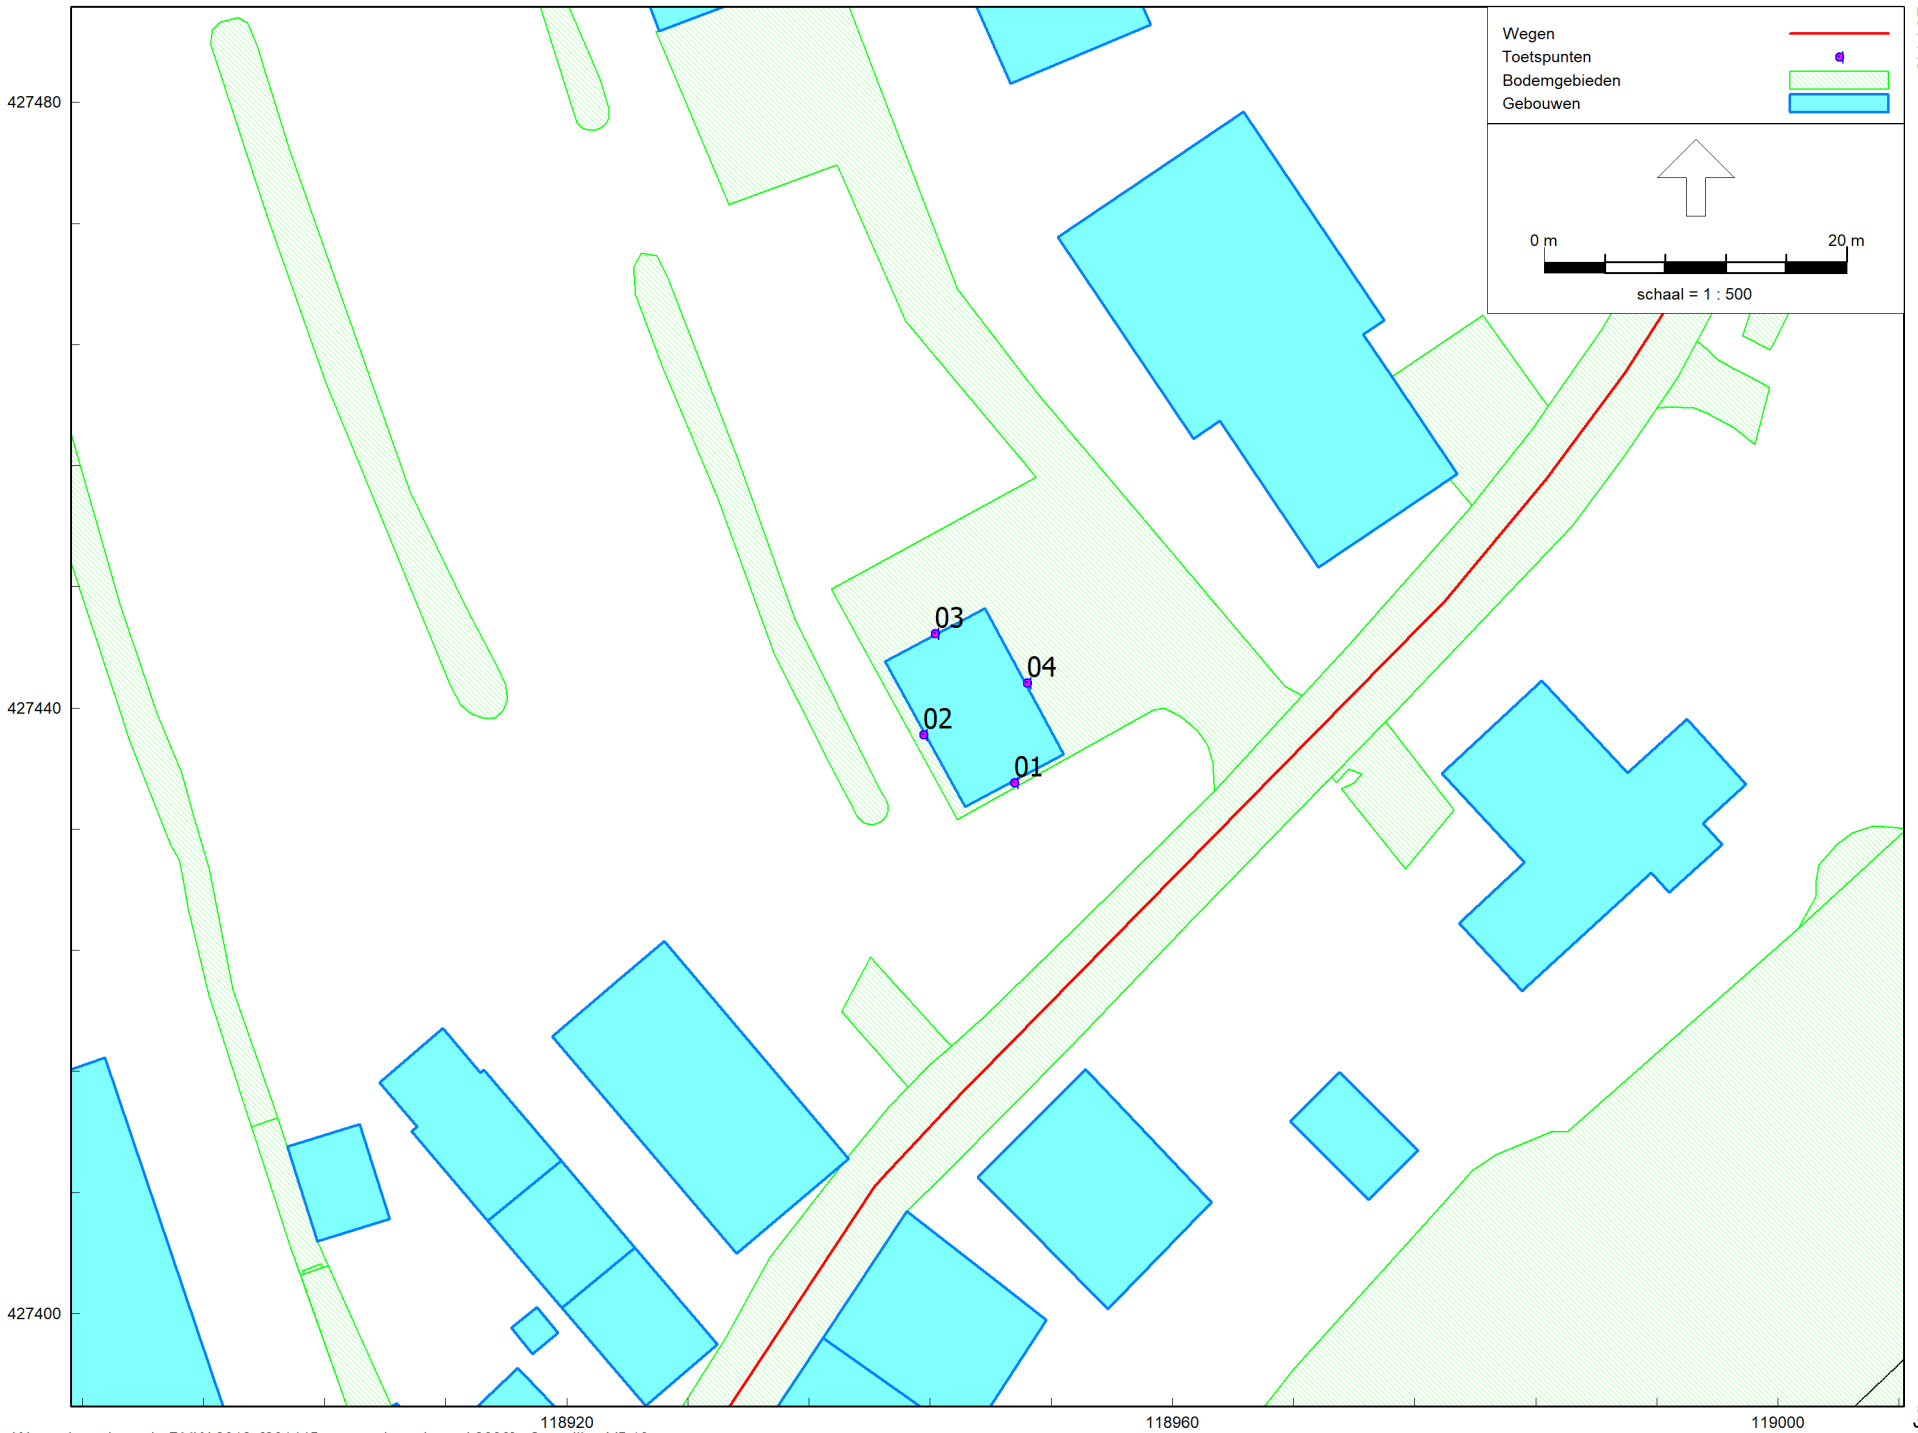 Wegen
Toetspunten
Bodemgebieden
Gebouwen
0 m 20 m
schaal = 1 : 500
427480
427440
427400
03
04
02
01
118920 118960 119000